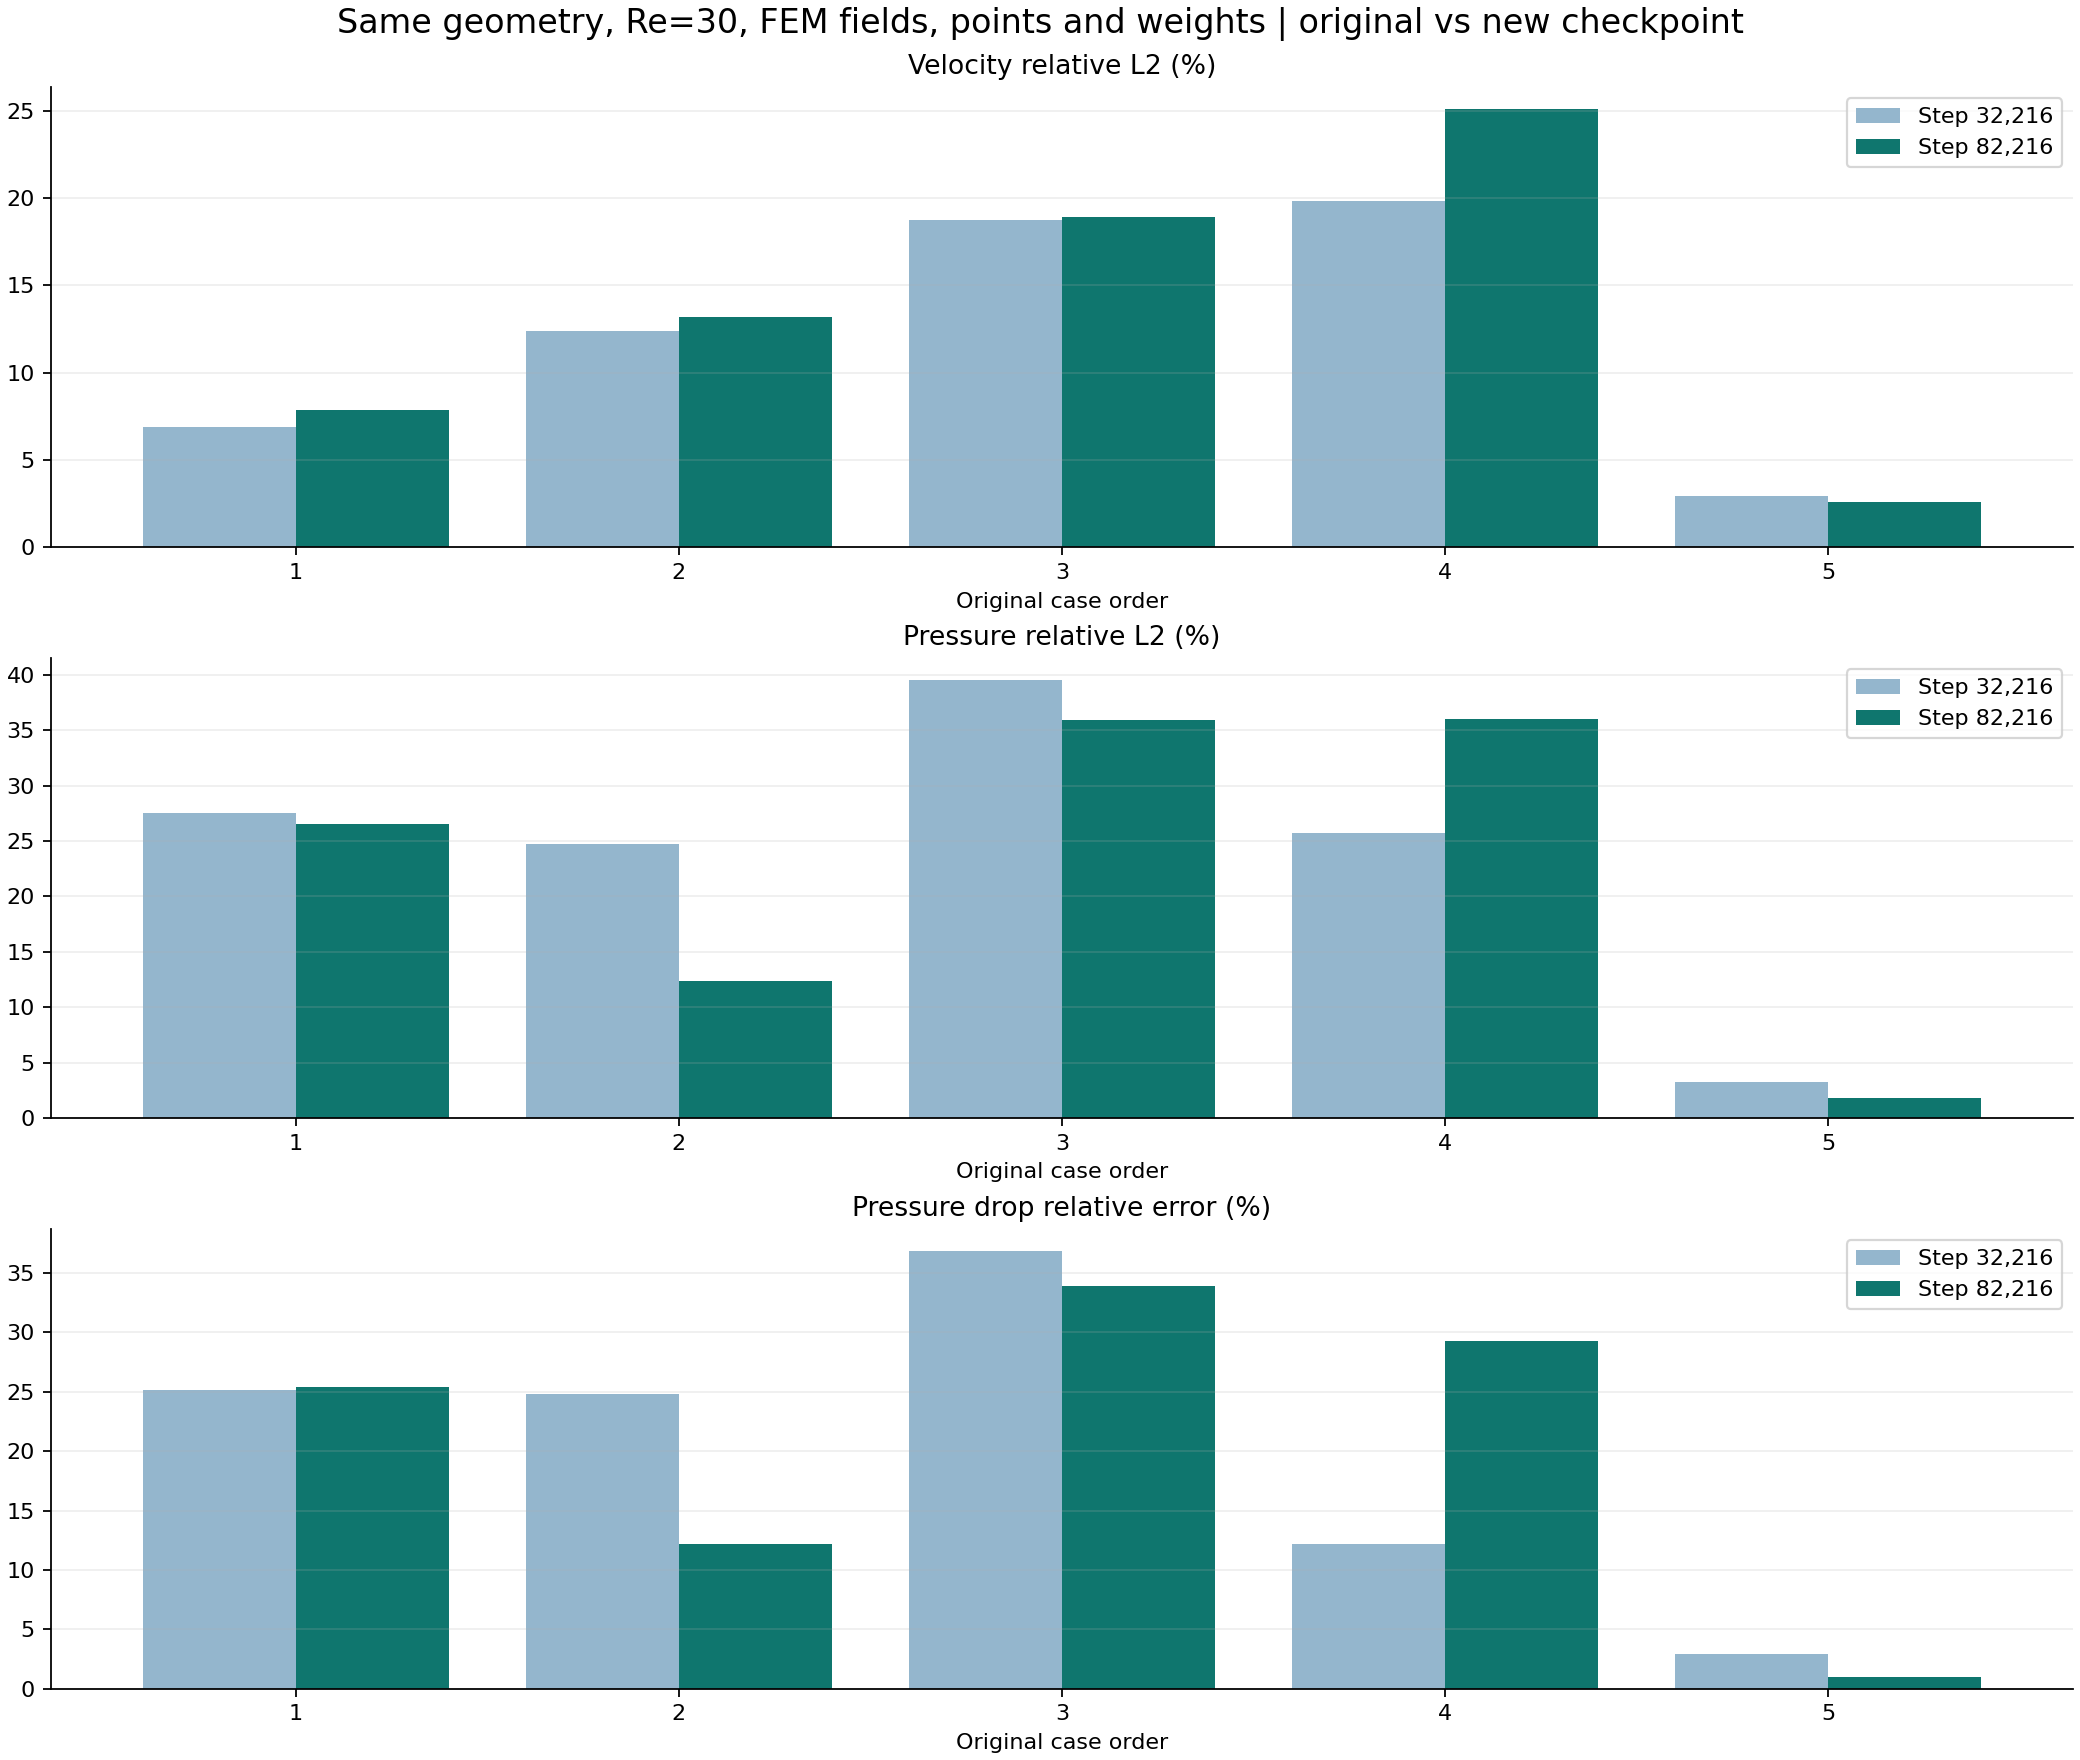 Same geometry, Re=30, FEM fields, points and weights | original vs new checkpoint
Velocity relative L2 (%)
25
20
15
10
5
0
Step 32,216
Step 82,216
1 2 3 4 5
Original case order
Pressure relative L2 (%)
40
35
30
25
20
15
10
5
0
Step 32,216
Step 82,216
1 2 3 4 5
Original case order
Pressure drop relative error (%)
35
30
25
20
15
10
5
0
Step 32,216
Step 82,216
1 2 3 4 5
Original case order